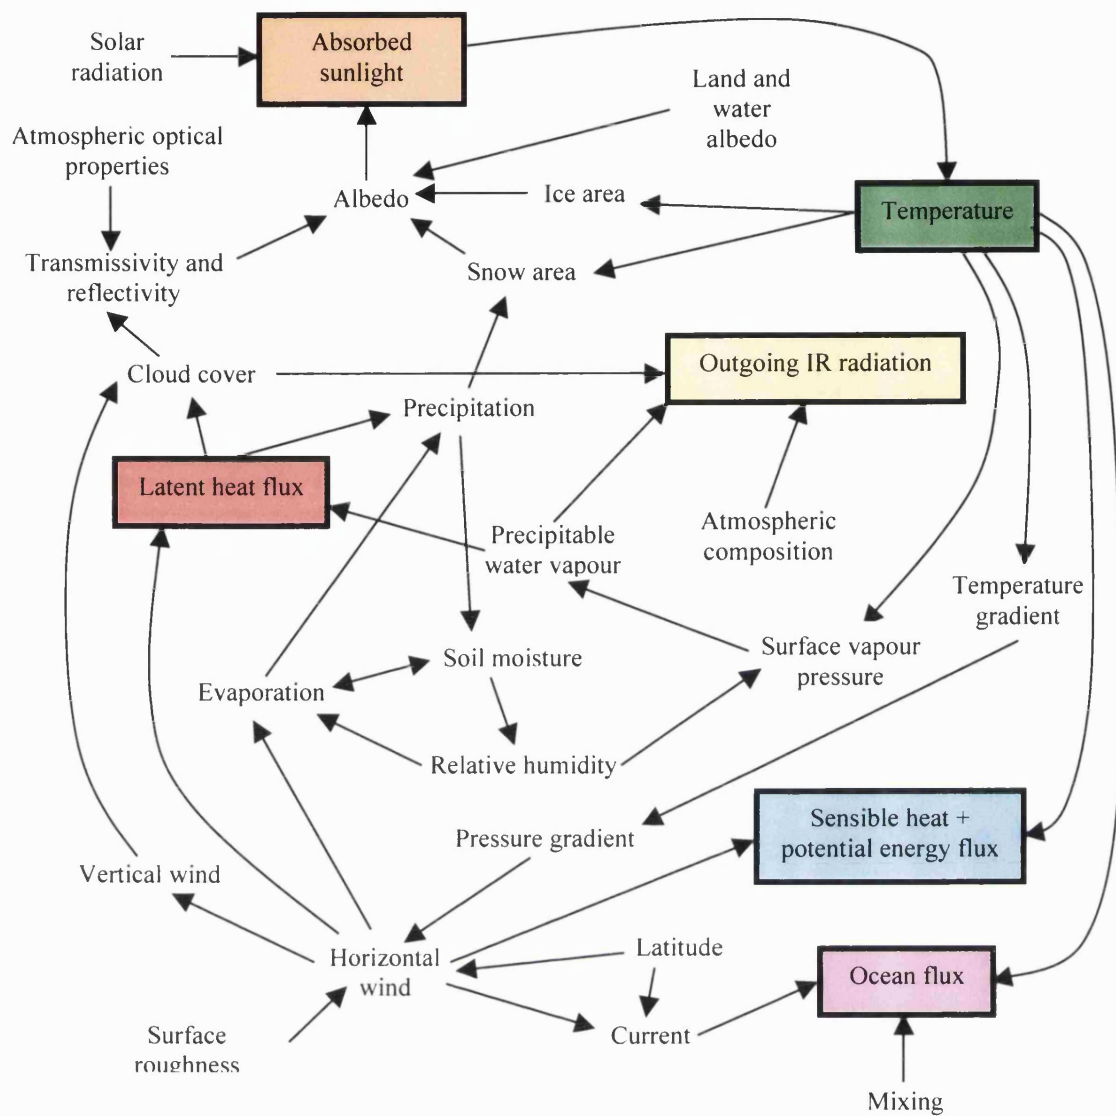 Solar
radiation
Absorbed
sunlight
Land and
water
albedo
Atmospheric optical
properties
Albedo
Ice area
Temperature
Transmissivity and
reflectivity
Snow area
Cloud cover
Outgoing IR radiation
Precipitation
Latent heat flux
Precipitable
water vapour
Atmospheric
composition
Temperature
gradient
Soil moisture
Surface vapour
pressure
Evaporation
Relative humidity
Pressure gradient
Sensible heat +
potential energy flux
Vertical wind
Horizontal
wind
Latitude
Ocean flux
Surface
roughness
Current
Mixing